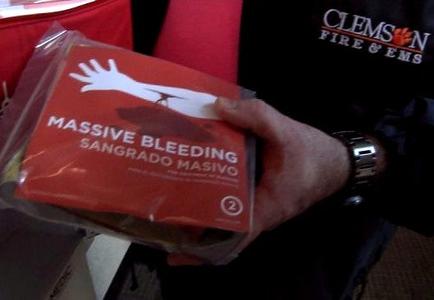 CLEMSON
FIRE & EMS
MASSIVE BLEEDING
SANGRADO MASIVO
2